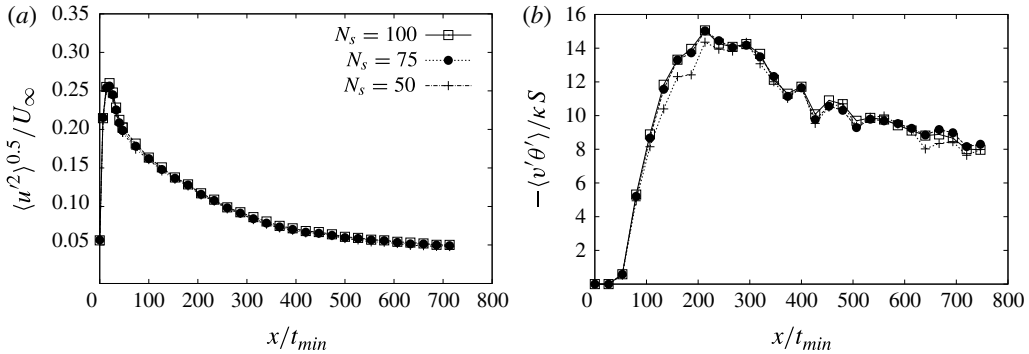 (a)
0.35
0.30
0.25
0.20
0.15
0.10
0.05
0 100 200 300 400 500 600 700 800
⟨u′²⟩^0.5/U_∞
x/t_min
N_s = 100
N_s = 75
N_s = 50
(b)
16
14
12
10
8
6
4
2
0 100 200 300 400 500 600 700 800
−⟨v′θ′⟩/κS
x/t_min